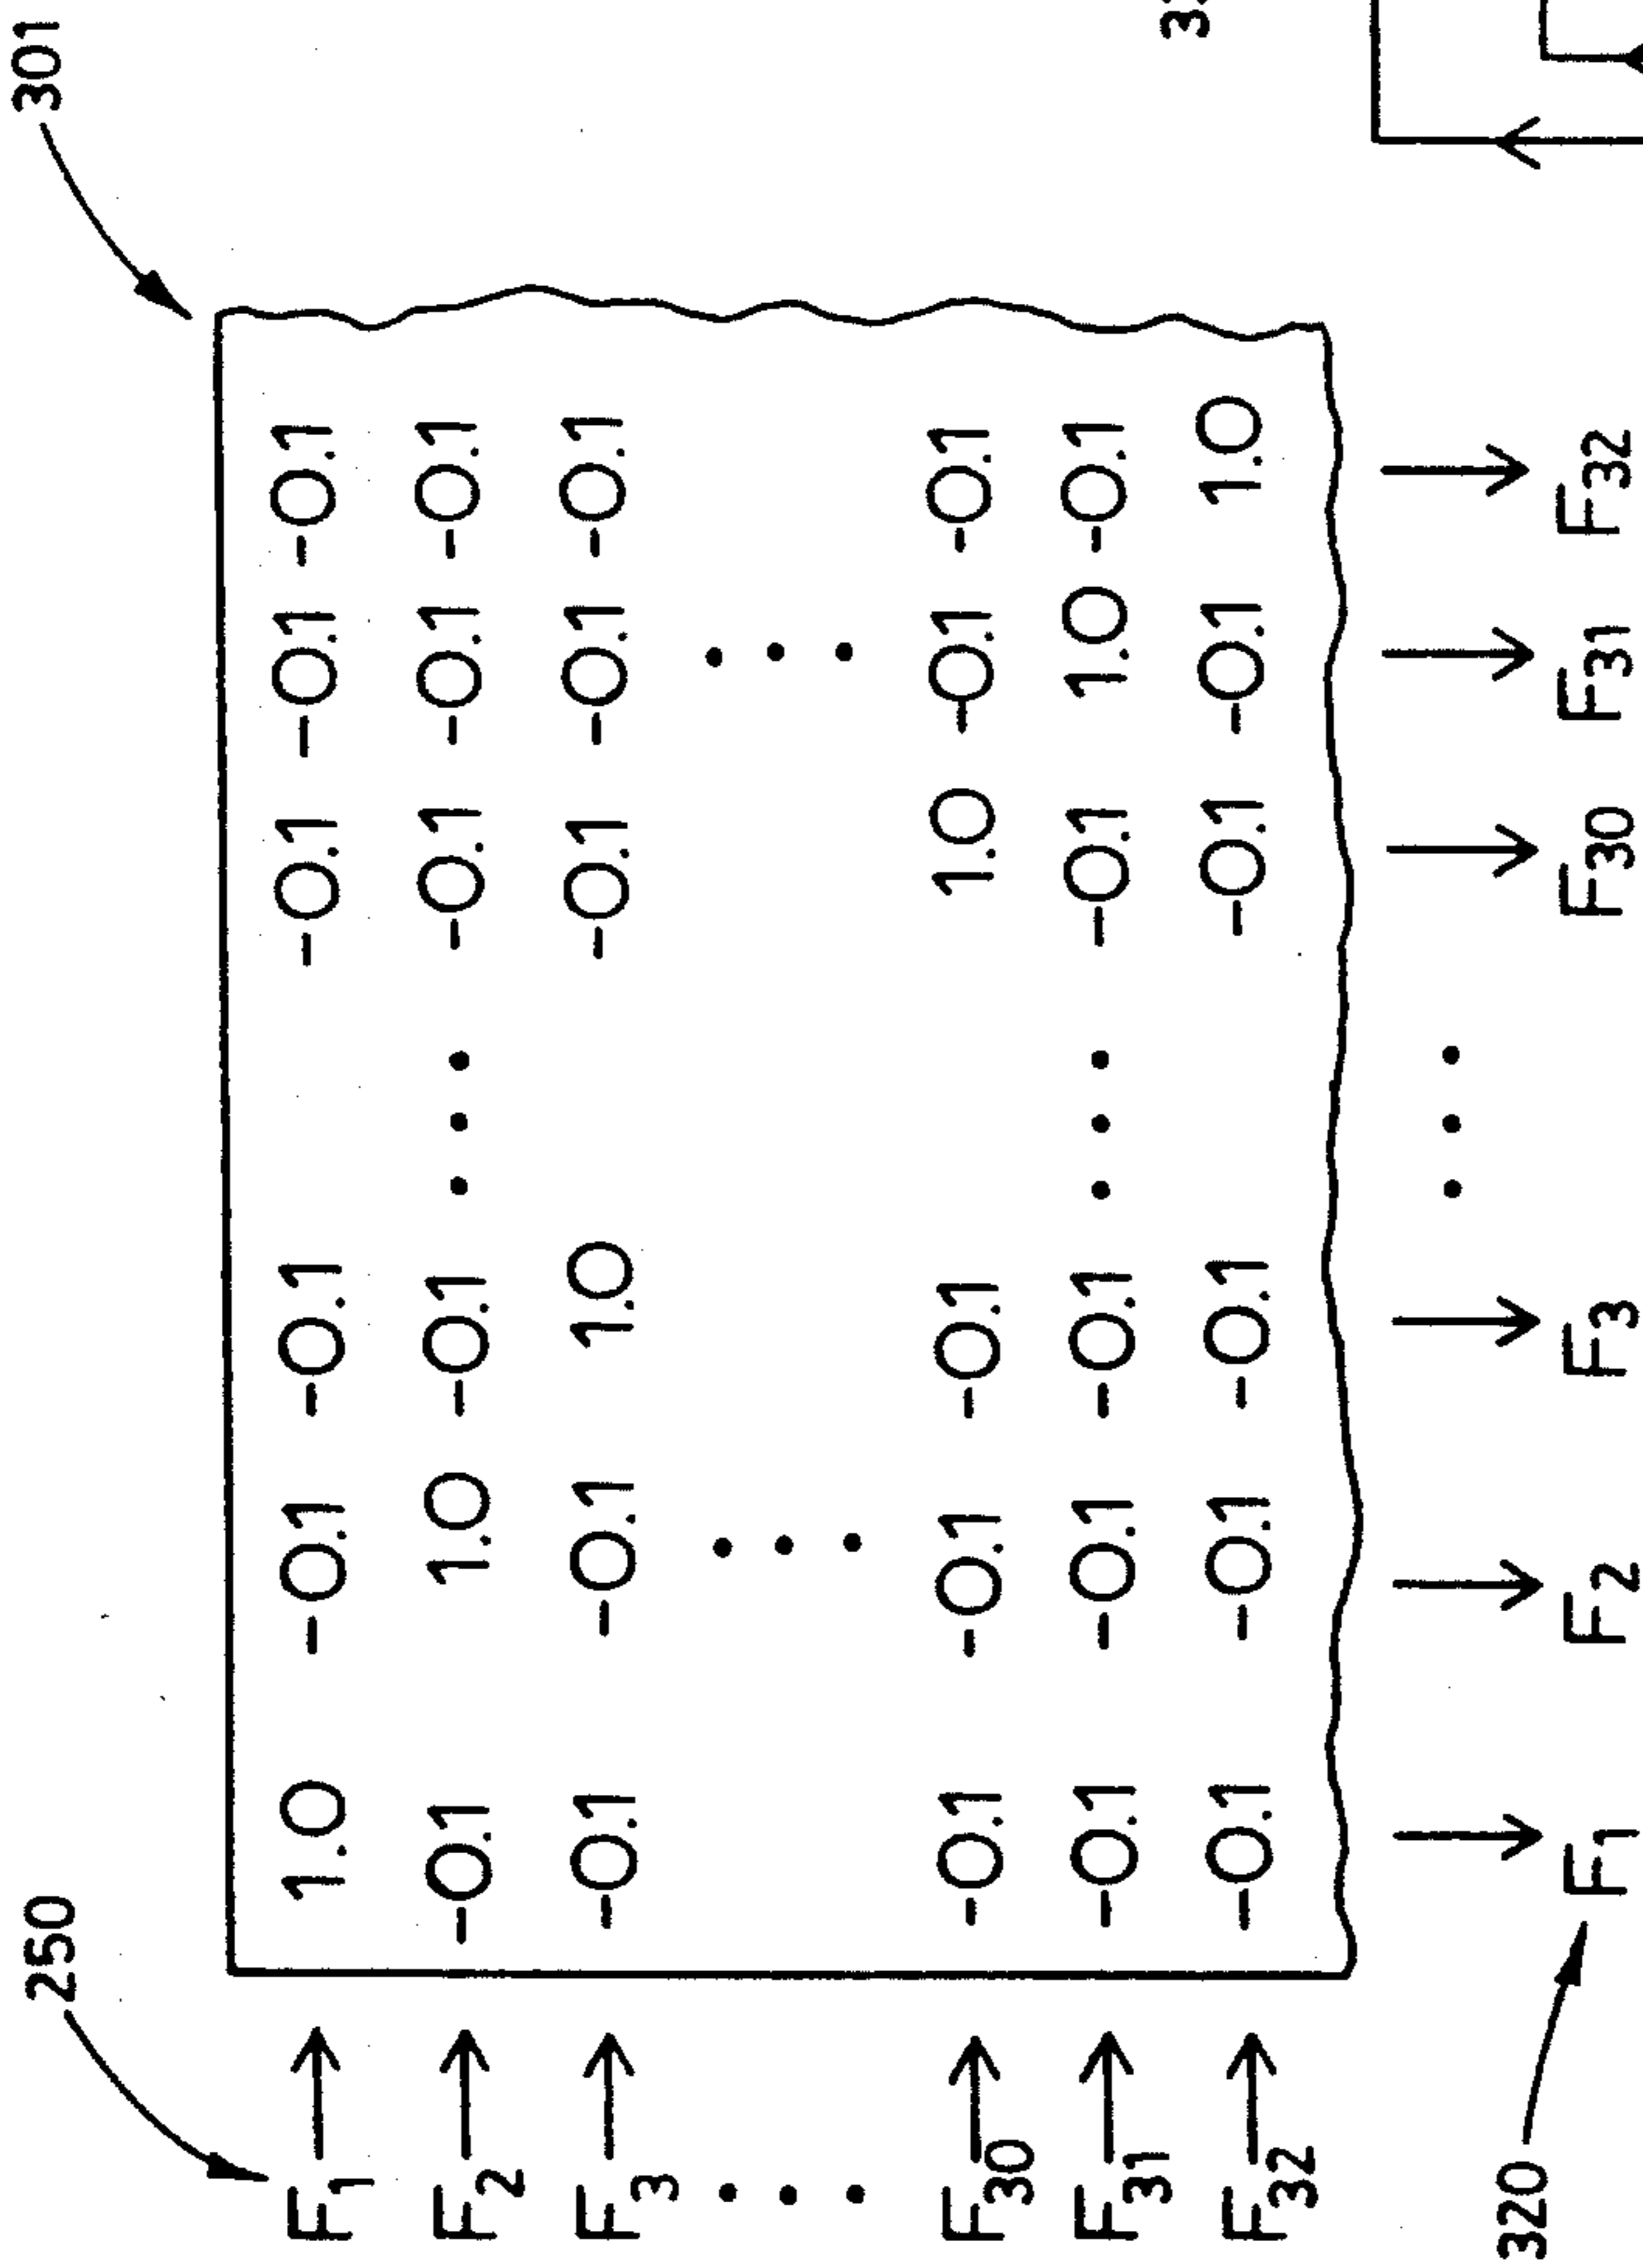 250
301
F1 → 1.0 -0.1 -0.1 -0.1 -0.1 -0.1
F2 → -0.1 1.0 -0.1 • • • -0.1 -0.1 -0.1
F3 → -0.1 -0.1 1.0 -0.1 -0.1 -0.1
F30 → -0.1 -0.1 -0.1 1.0 -0.1 -0.1
F31 → -0.1 -0.1 -0.1 • • • -0.1 1.0 -0.1
F32 → -0.1 -0.1 -0.1 -0.1 -0.1 1.0
320
F1 F2 F3 • • • F30 F31 F32